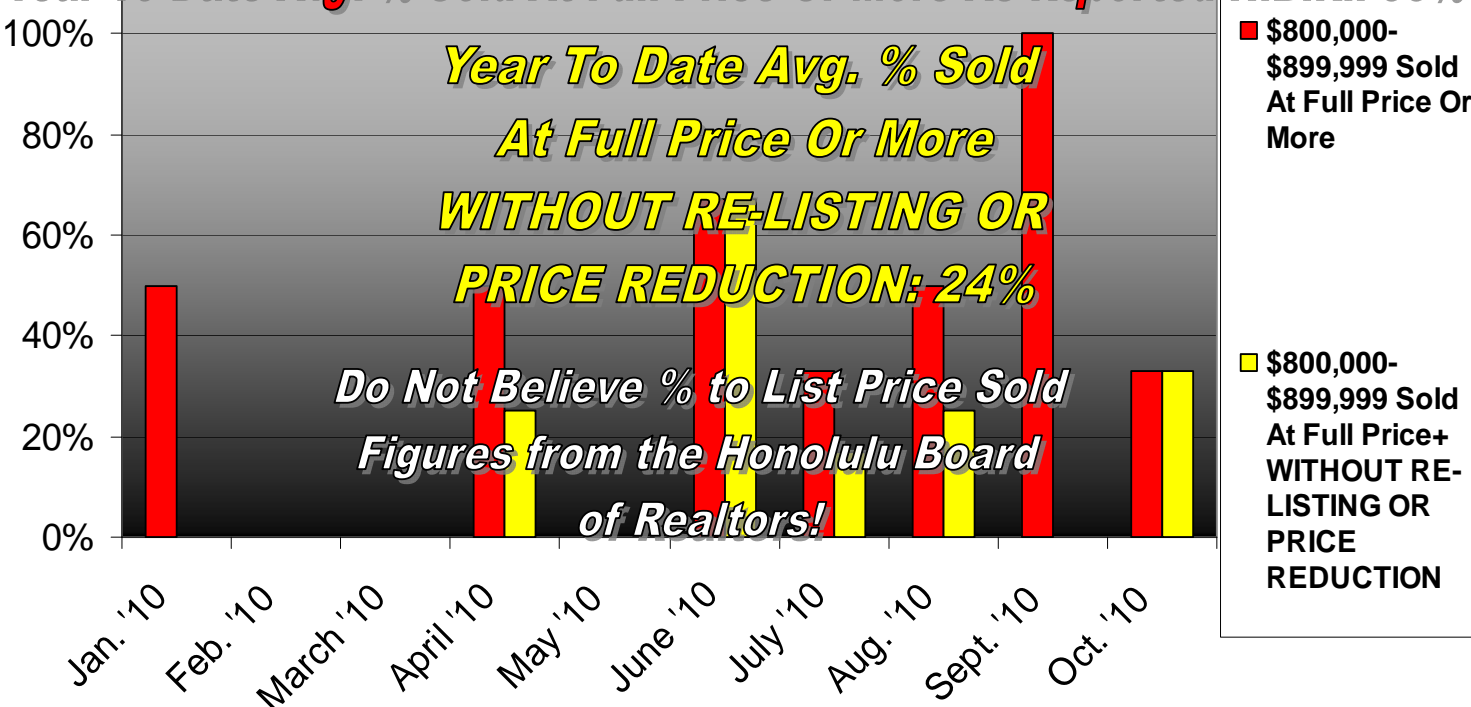 100%
80%
60%
40%
20%
0%
Year To Date Avg. % Sold
At Full Price Or More
WITHOUT RE-LISTING OR
PRICE REDUCTION: 24%
Do Not Believe % to List Price Sold
Figures from the Honolulu Board
of Realtors!
Jan. '10
Feb. '10
March '10
April '10
May '10
June '10
July '10
Aug. '10
Sept. '10
Oct. '10
$800,000-
$899,999 Sold
At Full Price Or
More
$800,000-
$899,999 Sold
At Full Price+
WITHOUT RE-
LISTING OR
PRICE
REDUCTION